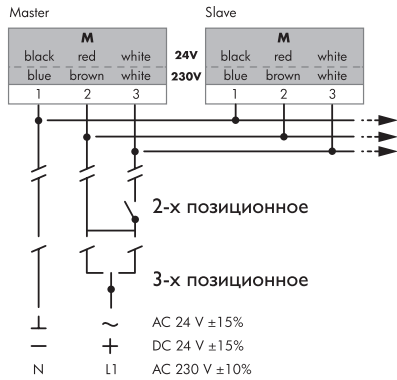 Master Slave
M M
black red white 24V black red white
blue brown white 230V blue brown white
1 2 3 1 2 3
2-х позиционное
3-х позиционное
⊥ ~ AC 24 V ±15%
— + DC 24 V ±15%
N L1 AC 230 V ±10%